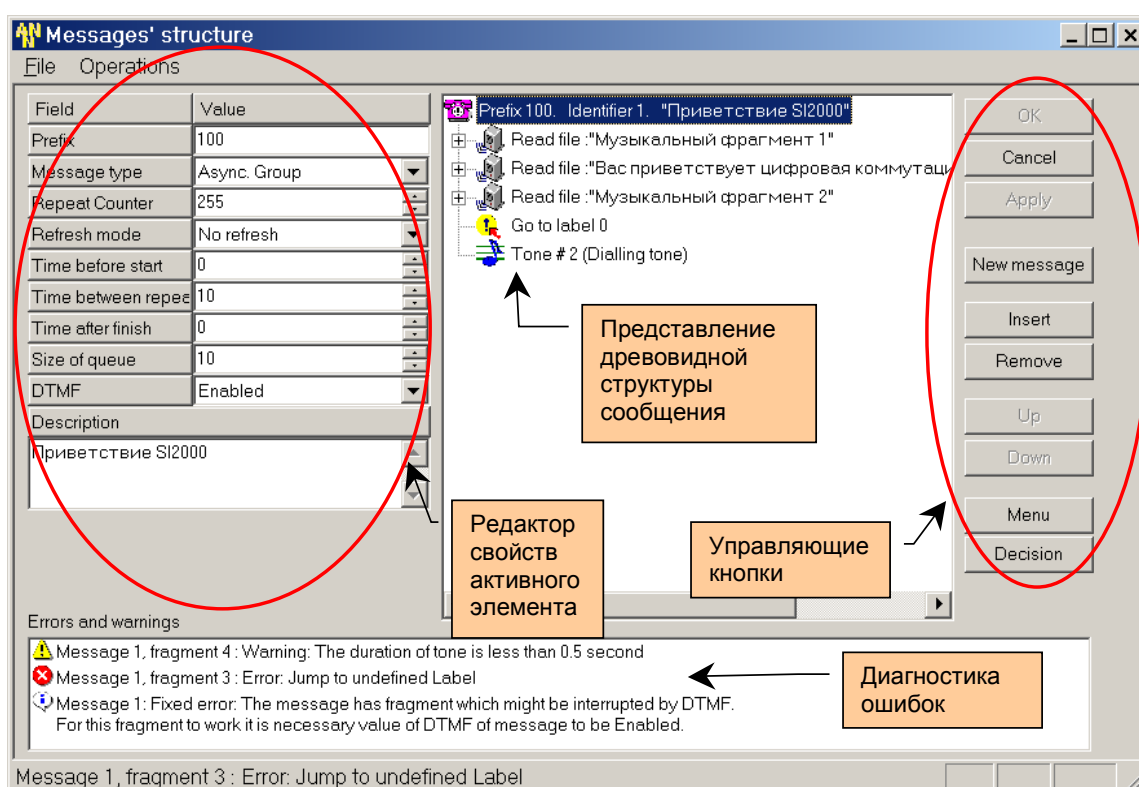 Messages' structure
File Operations
Field Value
Prefix 100
Message type Async. Group
Repeat Counter 255
Refresh mode No refresh
Time before start 0
Time between repee 10
Time after finish 0
Size of queue 10
DTMF Enabled
Description
Приветствие SI2000
Prefix 100. Identifier 1. "Приветствие SI2000"
Read file :"Музыкальный фрагмент 1"
Read file :"Вас приветствует цифровая коммутаци
Read file :"Музыкальный фрагмент 2"
Go to label 0
Tone # 2 (Dialling tone)
Представление
древовидной
структуры
сообщения
Редактор
свойств
активного
элемента
Управляющие
кнопки
OK
Cancel
Apply
New message
Insert
Remove
Up
Down
Menu
Decision
Errors and warnings
Message 1, fragment 4 : Warning: The duration of tone is less than 0.5 second
Message 1, fragment 3 : Error: Jump to undefined Label
Message 1: Fixed error: The message has fragment which might be interrupted by DTMF.
For this fragment to work it is necessary value of DTMF of message to be Enabled.
Диагностика
ошибок
Message 1, fragment 3 : Error: Jump to undefined Label